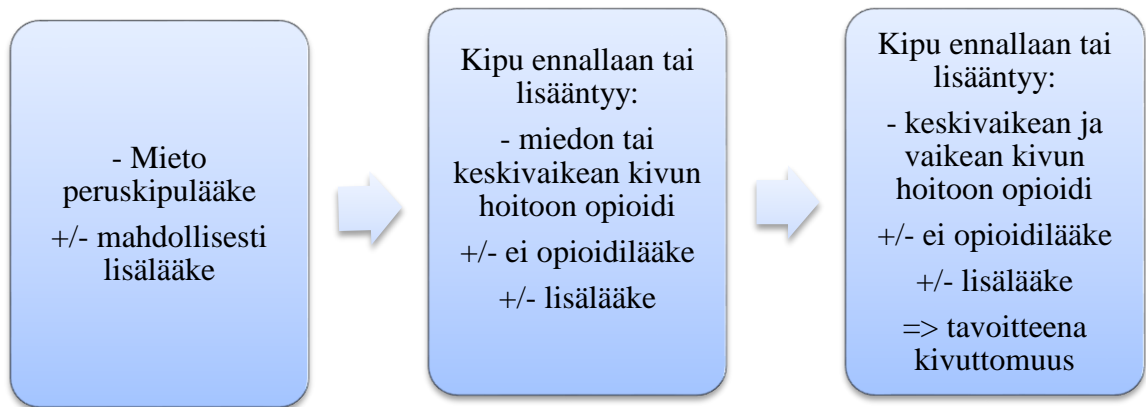 - Mieto
peruskipulääke
+/- mahdollisesti
lisälääke
Kipu ennallaan tai
lisääntyy:
- miedon tai
keskivaikean kivun
hoitoon opioidi
+/- ei opioidilääke
+/- lisälääke
Kipu ennallaan tai
lisääntyy:
- keskivaikean ja
vaikean kivun
hoitoon opioidi
+/- ei opioidilääke
+/- lisälääke
=> tavoitteena
kivuttomuus